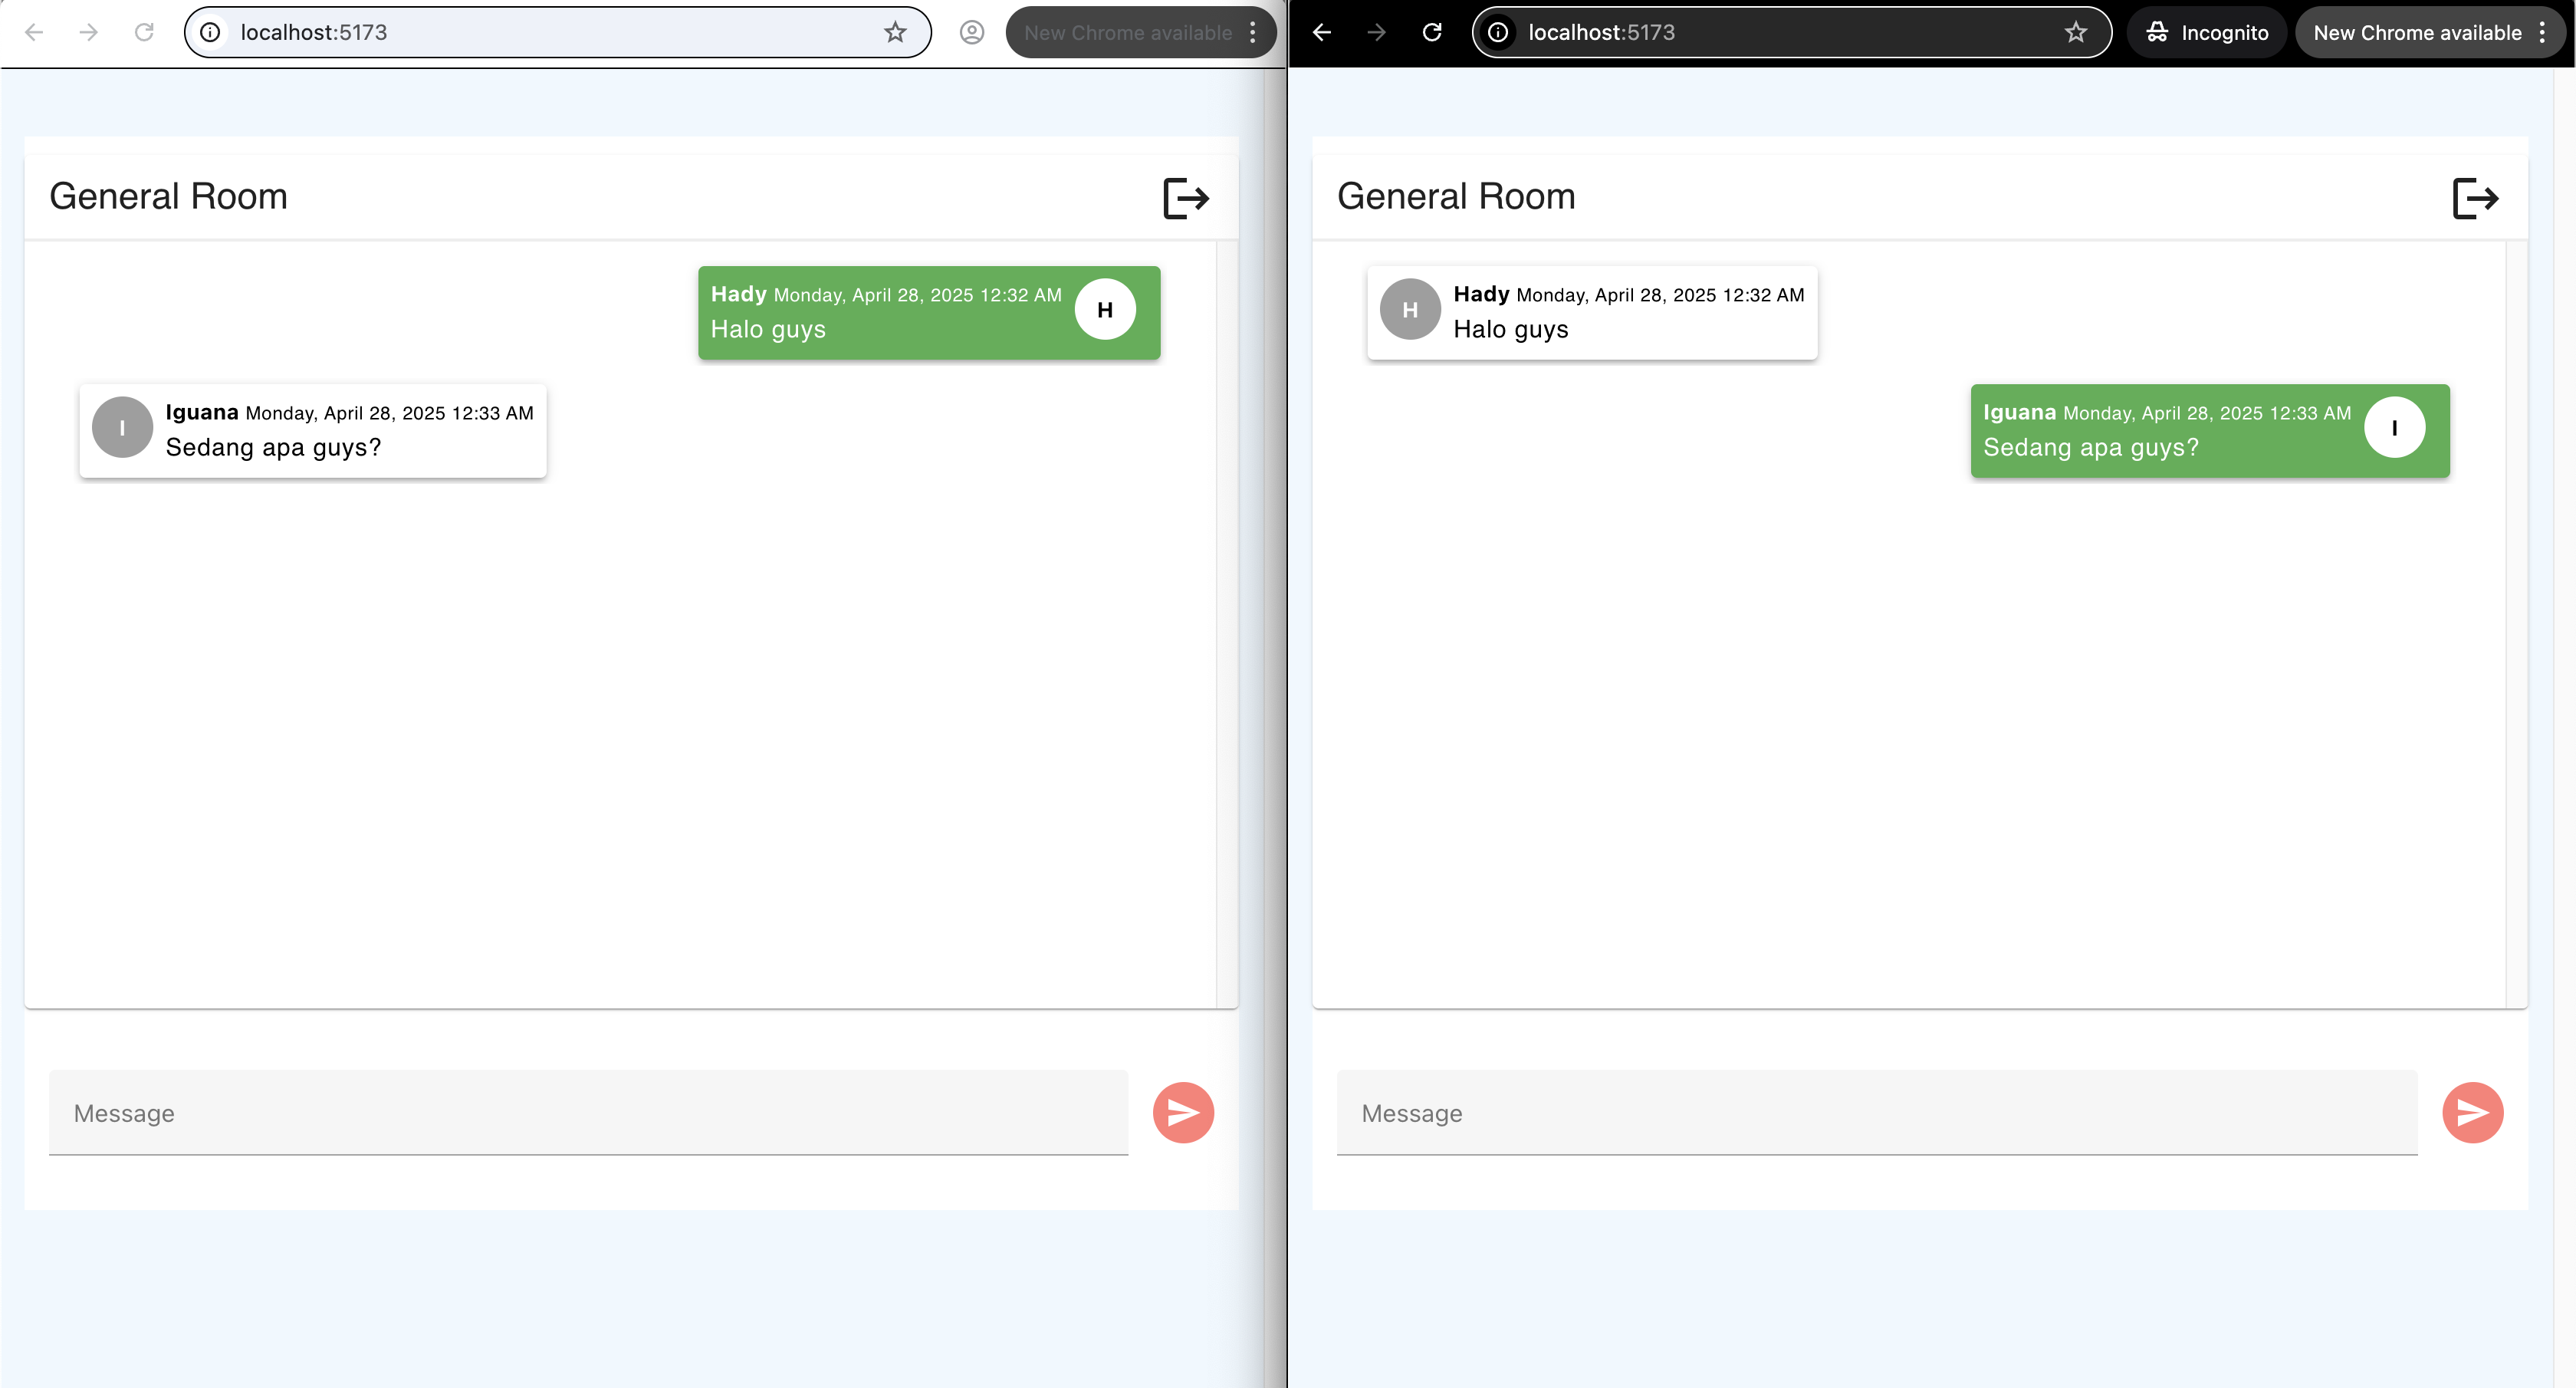 localhost:5173
New Chrome available
General Room
Hady Monday, April 28, 2025 12:32 AM
Halo guys
H
I
Iguana Monday, April 28, 2025 12:33 AM
Sedang apa guys?
Message
localhost:5173
Incognito
New Chrome available
General Room
H
Hady Monday, April 28, 2025 12:32 AM
Halo guys
Iguana Monday, April 28, 2025 12:33 AM
Sedang apa guys?
I
Message